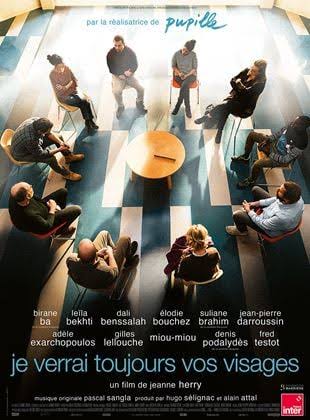 par la réalisatrice de pupille
birane ba
leïla bekhti
dali benssalah
élodie bouchez
suliane brahim
jean-pierre darroussin
adèle exarchopoulos
gilles lellouche
miou-miou
denis podalydès
fred testot
je verrai toujours vos visages
un film de jeanne herry
musique originale pascal sangla
produit par hugo sélignac et alain attal
france inter